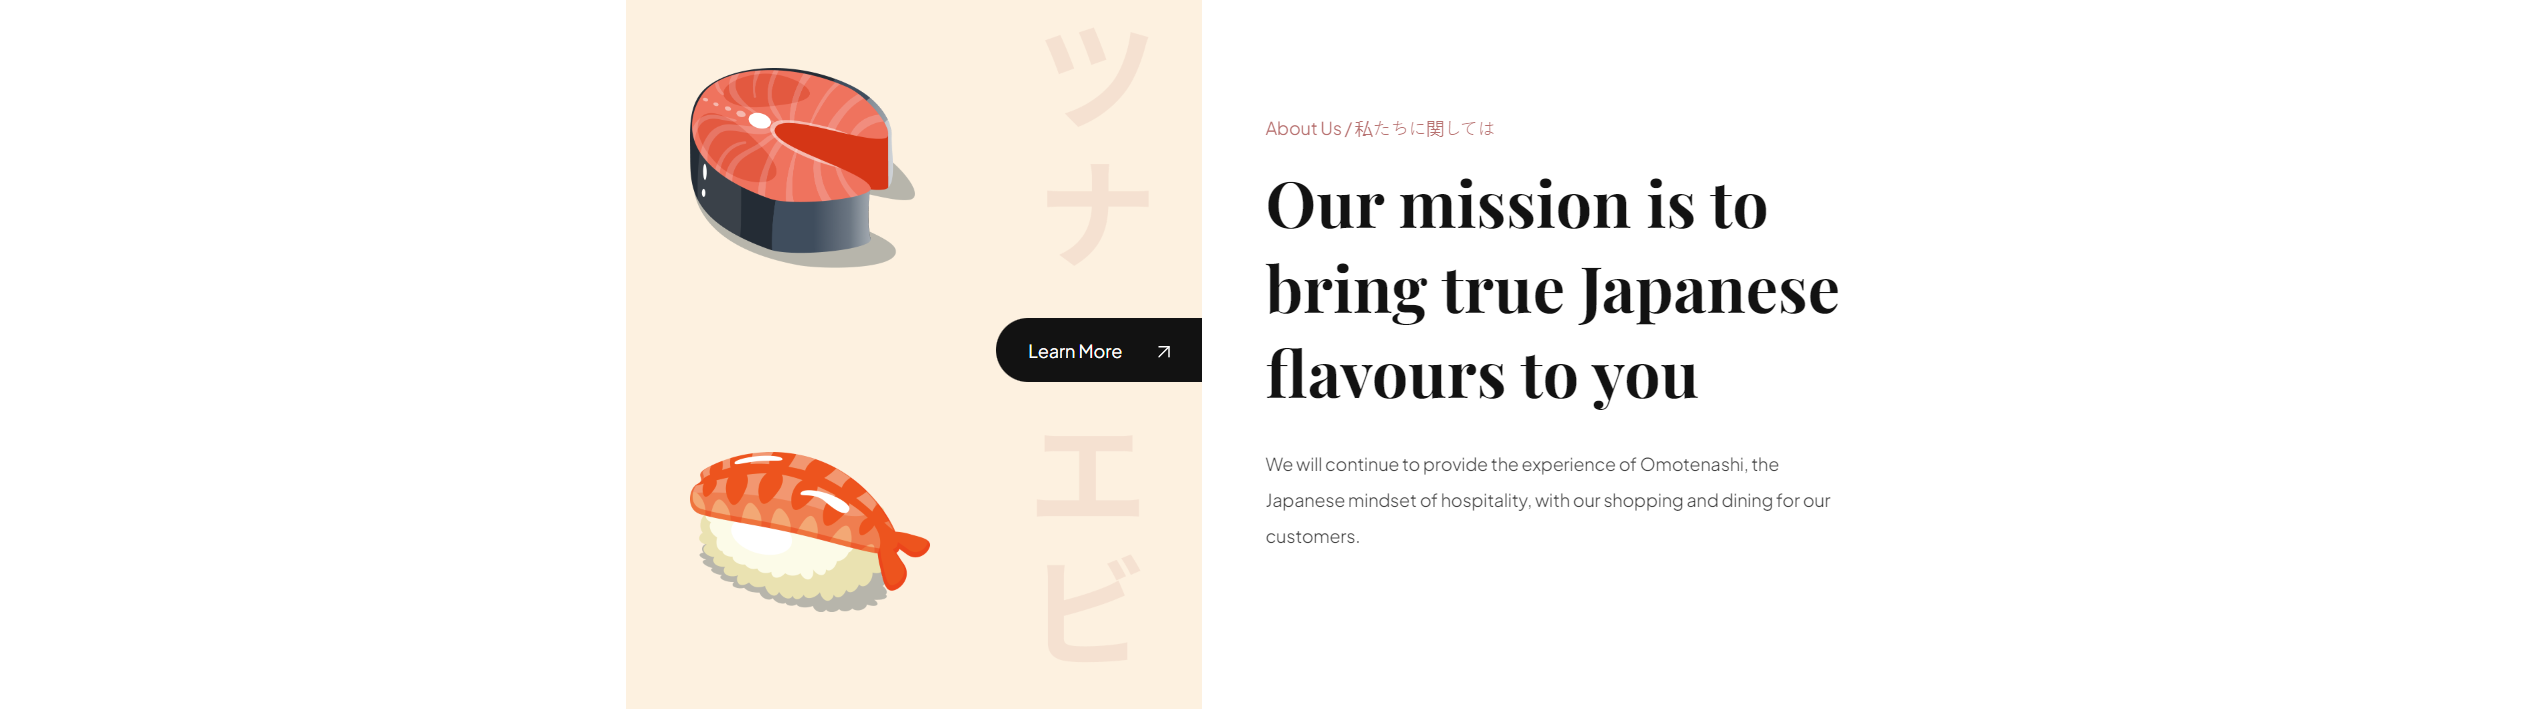 ツナ
Learn More
エビ
About Us / 私たちに関しては
Our mission is to
bring true Japanese
flavours to you
We will continue to provide the experience of Omotenashi, the
Japanese mindset of hospitality, with our shopping and dining for our
customers.